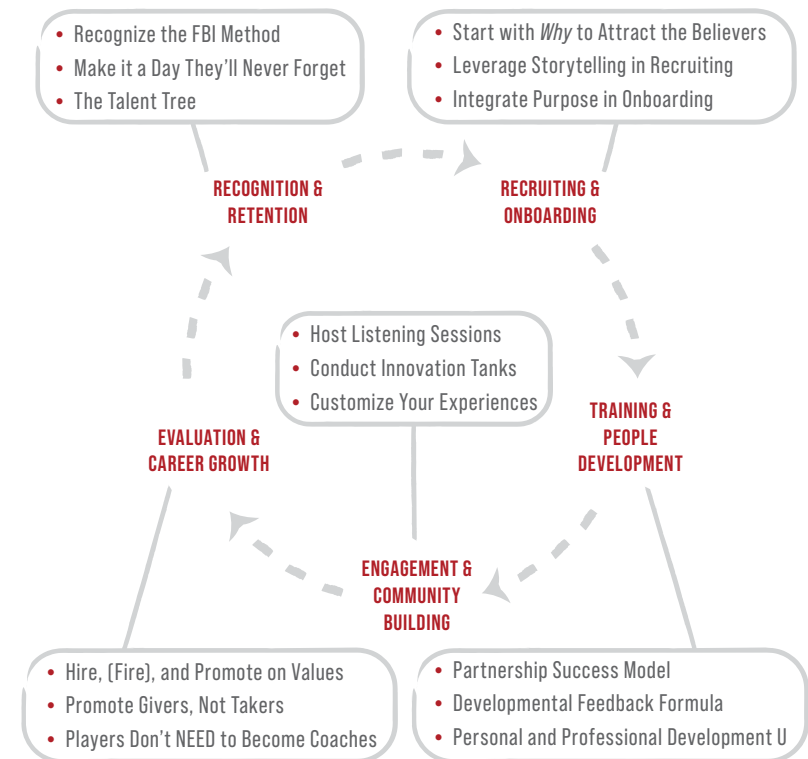 • Recognize the FBI Method
• Make it a Day They'll Never Forget
• The Talent Tree
• Start with Why to Attract the Believers
• Leverage Storytelling in Recruiting
• Integrate Purpose in Onboarding
RECOGNITION &
RETENTION
RECRUITING &
ONBOARDING
• Host Listening Sessions
• Conduct Innovation Tanks
• Customize Your Experiences
EVALUATION &
CAREER GROWTH
TRAINING &
PEOPLE
DEVELOPMENT
ENGAGEMENT &
COMMUNITY
BUILDING
• Hire, (Fire), and Promote on Values
• Promote Givers, Not Takers
• Players Don't NEED to Become Coaches
• Partnership Success Model
• Developmental Feedback Formula
• Personal and Professional Development U